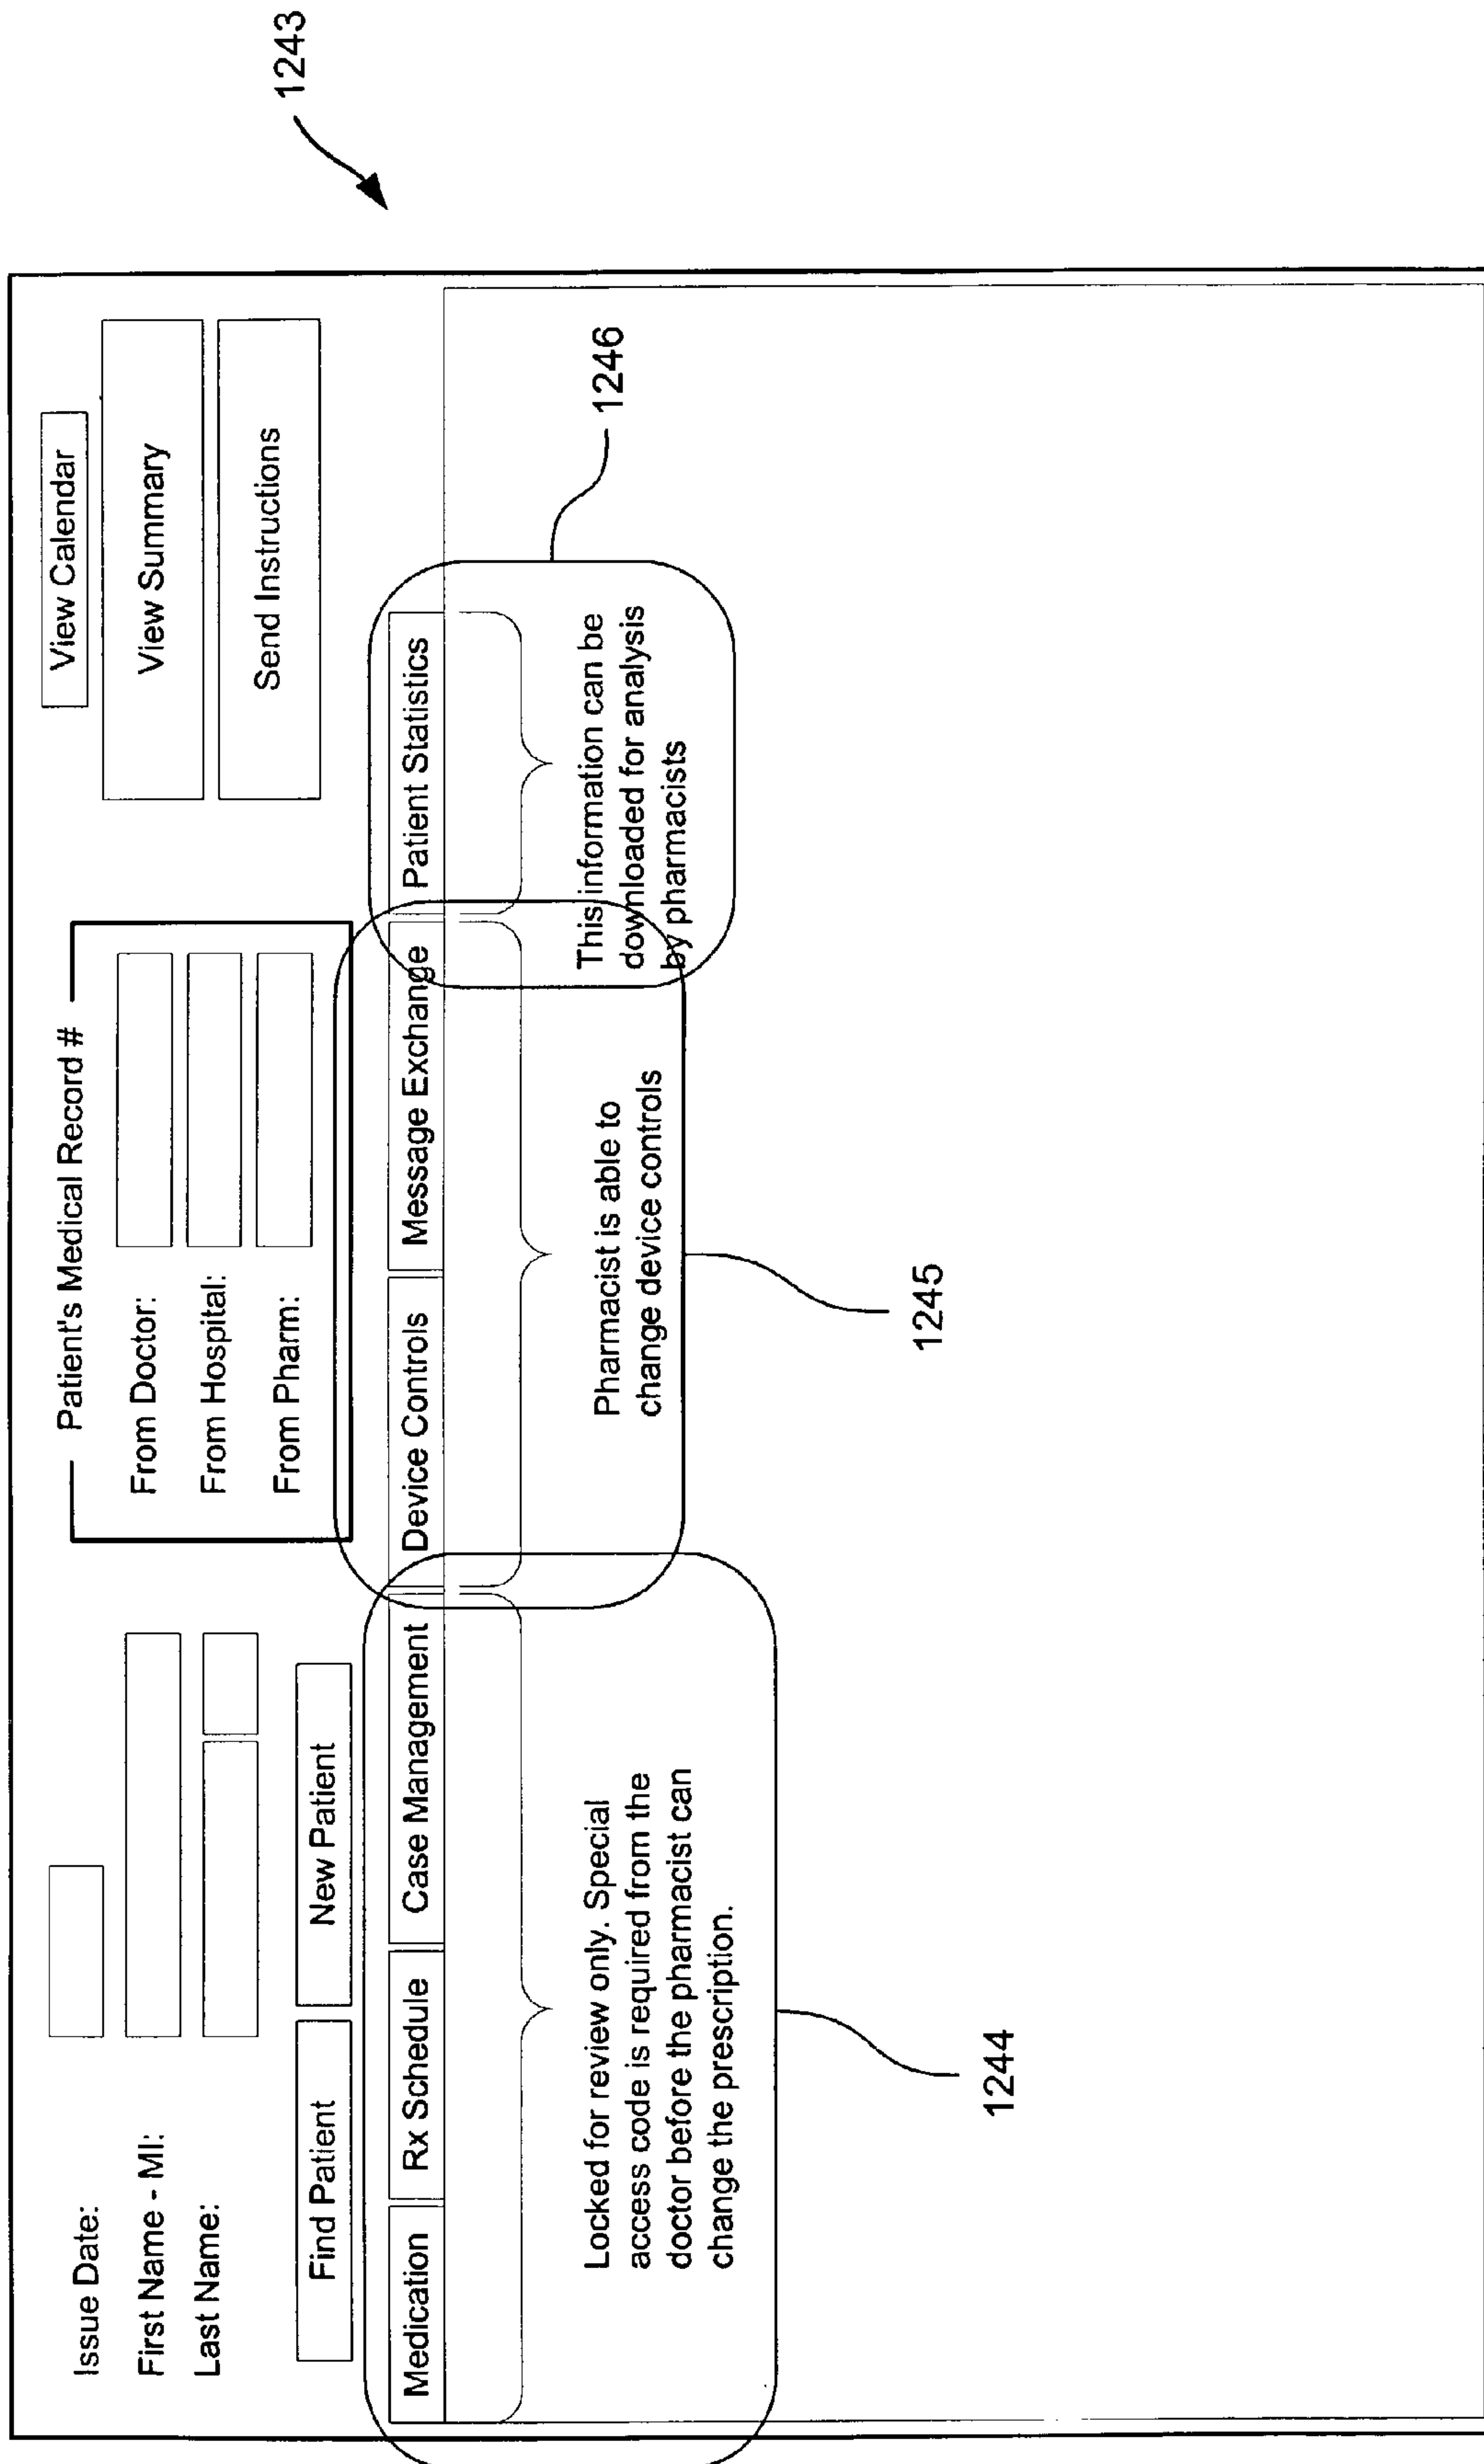 Issue Date:
First Name - MI:
Last Name:
Find Patient
New Patient
Patient's Medical Record #
From Doctor:
From Hospital:
From Pharm:
View Calendar
View Summary
Send Instructions
Medication
Rx Schedule
Case Management
Device Controls
Message Exchange
Patient Statistics
Locked for review only. Special
access code is required from the
doctor before the pharmacist can
change the prescription.
Pharmacist is able to
change device controls
This information can be
downloaded for analysis
by pharmacists
1243
1244
1245
1246